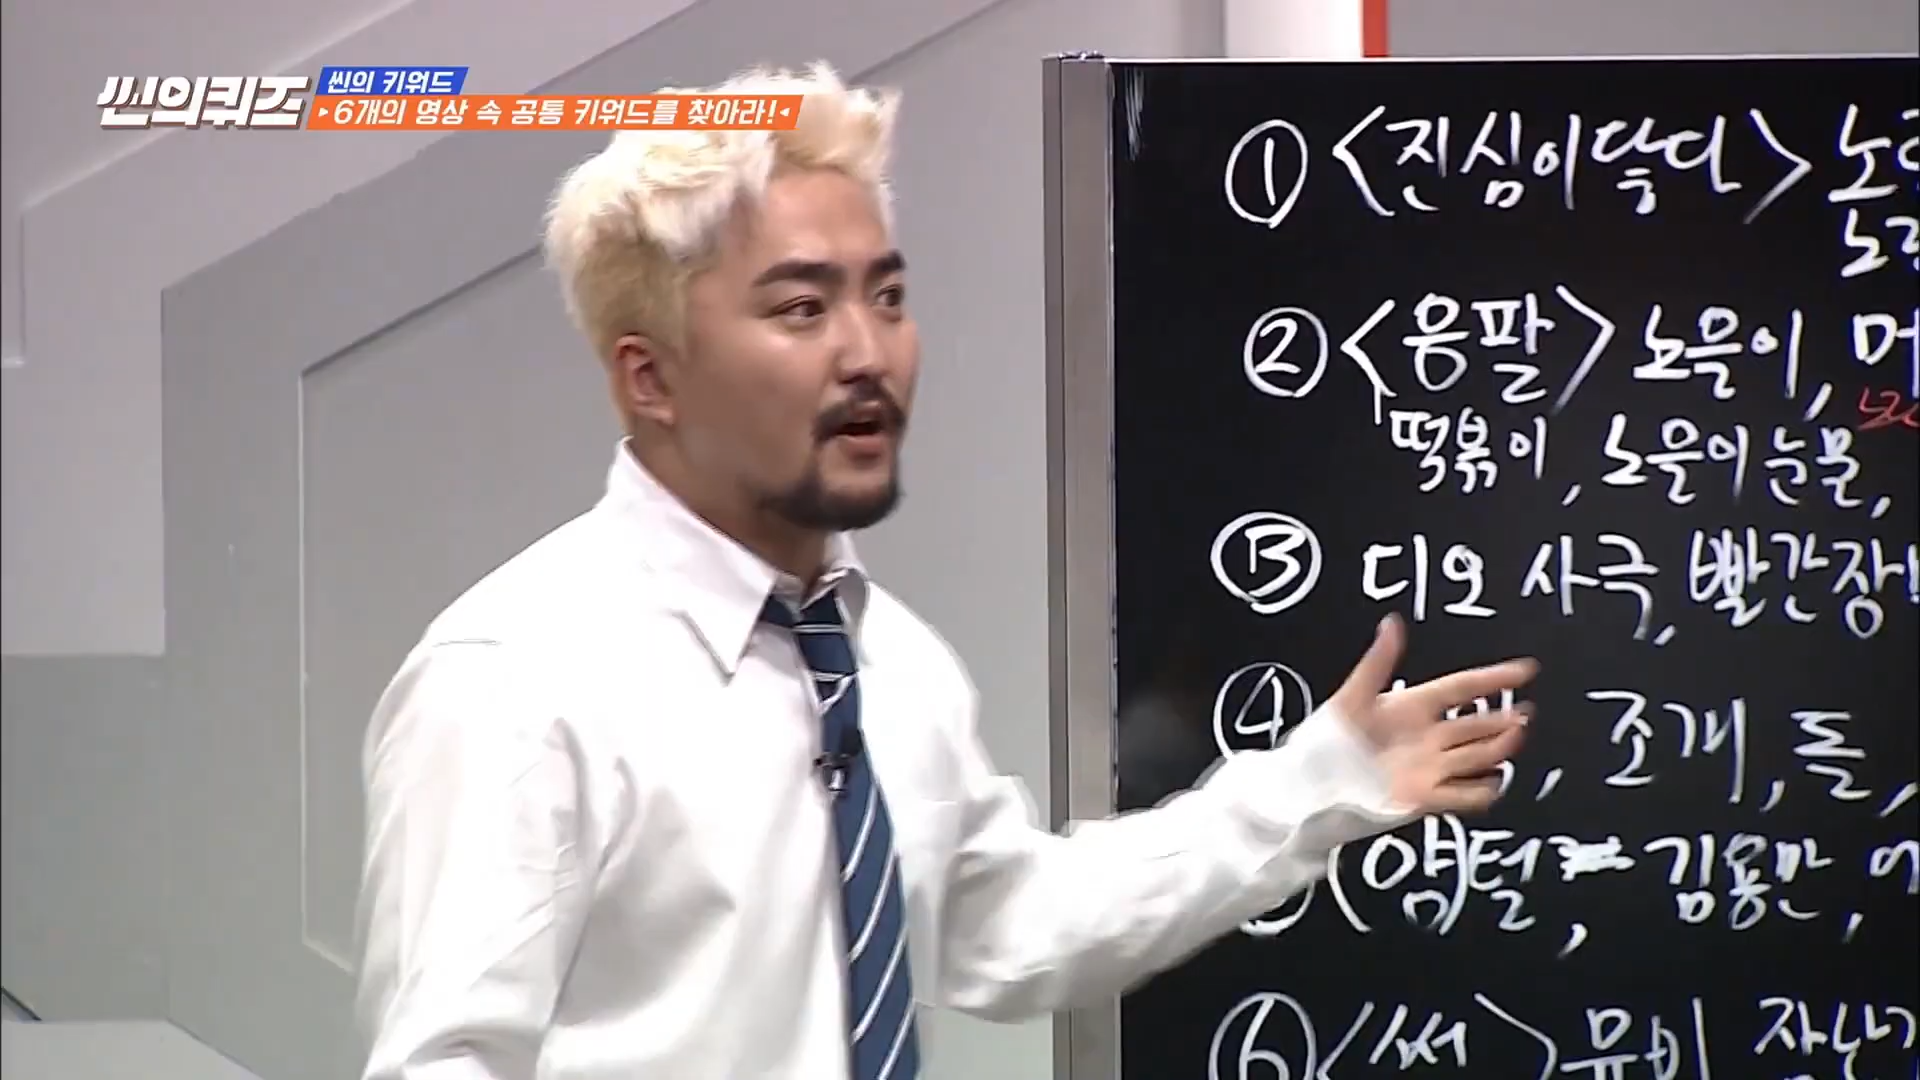 씬의퀴즈
씬의 키워드
6개의 영상 속 공통 키워드를 찾아라!
① <진심이닿다>
② <응팔> 노을이,
떡볶이, 노을이 눈물,
③ 디오 사극, 빨간장
④ , 조개, 돌,
(얌)털, 김용만,
⑥ <써> 뮤비